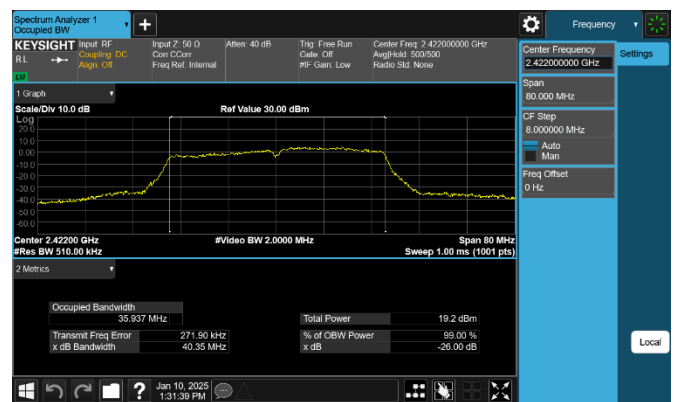 Spectrum Analyzer 1
Occupied BW
Frequency
KEYSIGHT
Input: RF
Coupling: DC
Align: Off
Input Z: 50 Ω
Corr CCorr
Freq Ref: Internal
Atten: 40 dB
Trig: Free Run
Gate: Off
#IF Gain: Low
Center Freq: 2.422000000 GHz
Avg|Hold: 500/500
Radio Std: None
RL
LW
Center Frequency
2.422000000 GHz
Settings
Span
80.000 MHz
CF Step
8.000000 MHz
Auto
Man
Freq Offset
0 Hz
1 Graph
Scale/Div 10.0 dB
Ref Value 30.00 dBm
Log
20.0
10.0
0.00
-10.0
-20.0
-30.0
-40.0
-50.0
-60.0
Center 2.42200 GHz
#Video BW 2.0000 MHz
Span 80 MHz
#Res BW 510.00 kHz
Sweep 1.00 ms (1001 pts)
2 Metrics
Occupied Bandwidth
35.937 MHz
Total Power 19.2 dBm
Transmit Freq Error 271.90 kHz
% of OBW Power 99.00 %
x dB Bandwidth 40.35 MHz
x dB -26.00 dB
Local
?
Jan 10, 2025
1:31:39 PM